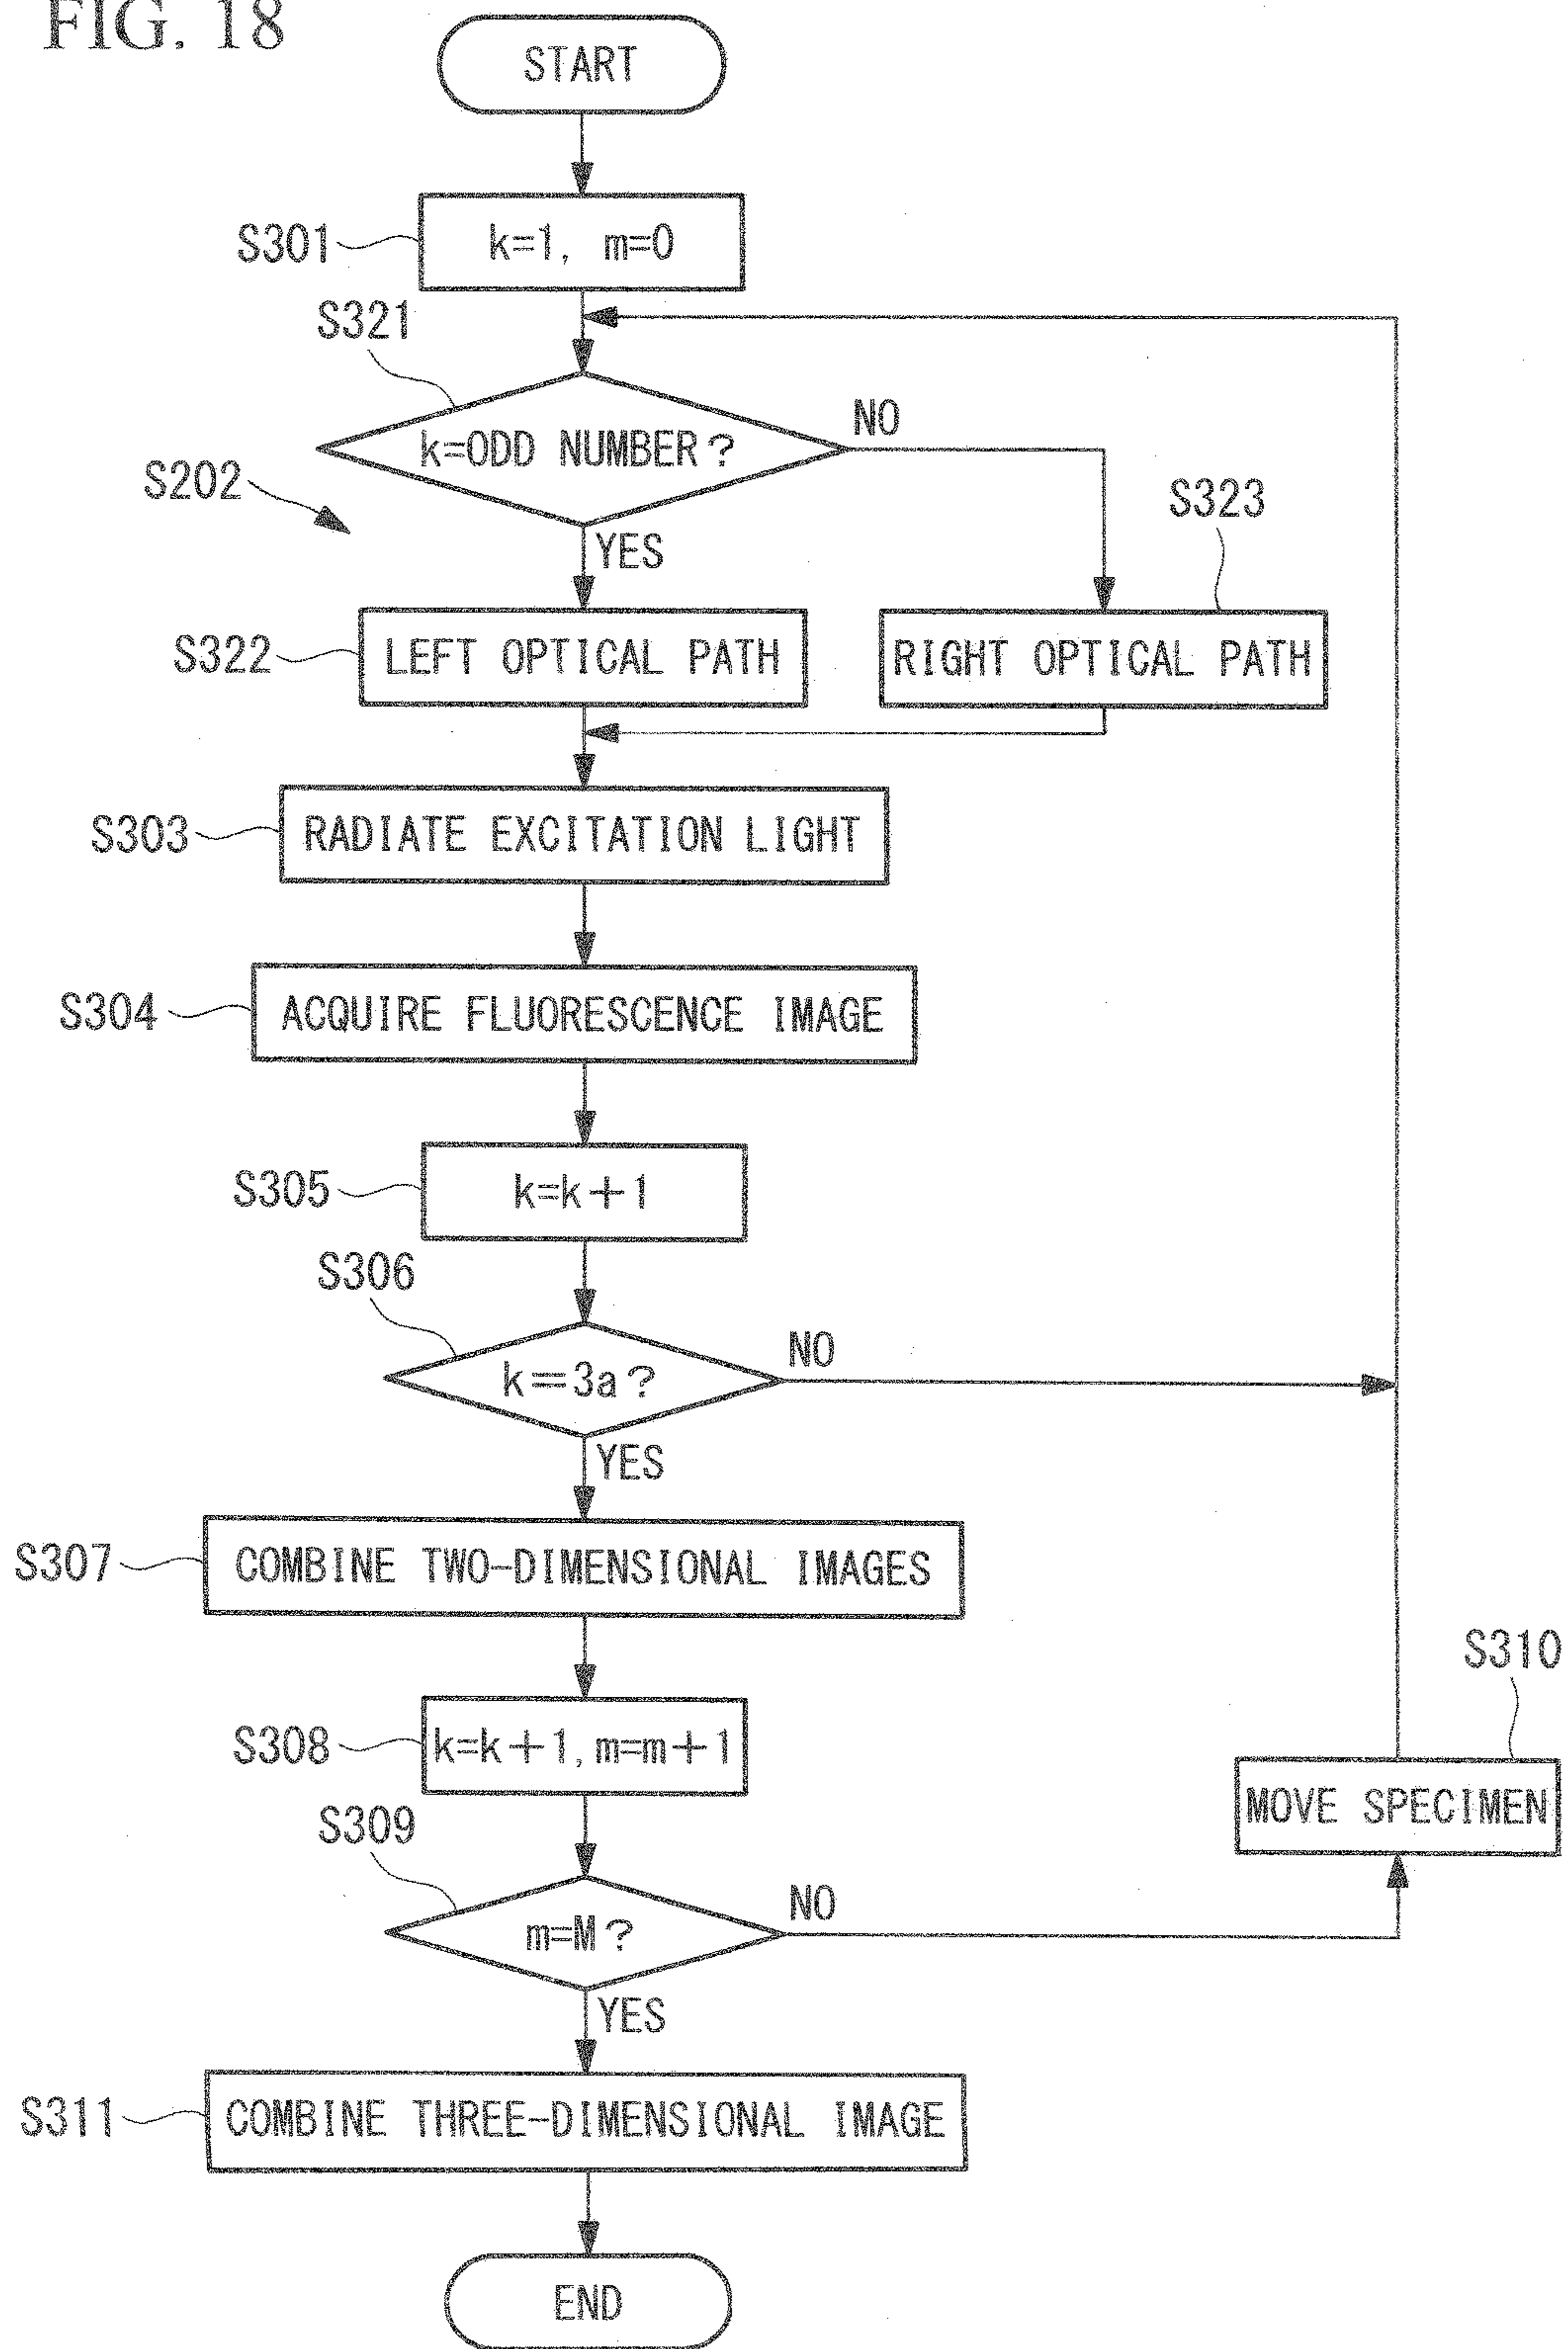 FIG. 18
START
S301
k=1, m=0
S321
k=ODD NUMBER?
NO
S202
YES
S323
S322
LEFT OPTICAL PATH
RIGHT OPTICAL PATH
S303
RADIATE EXCITATION LIGHT
S304
ACQUIRE FLUORESCENCE IMAGE
S305
k=k+1
S306
k=3a?
NO
YES
S307
COMBINE TWO-DIMENSIONAL IMAGES
S310
S308
k=k+1, m=m+1
MOVE SPECIMEN
S309
m=M?
NO
YES
S311
COMBINE THREE-DIMENSIONAL IMAGE
END